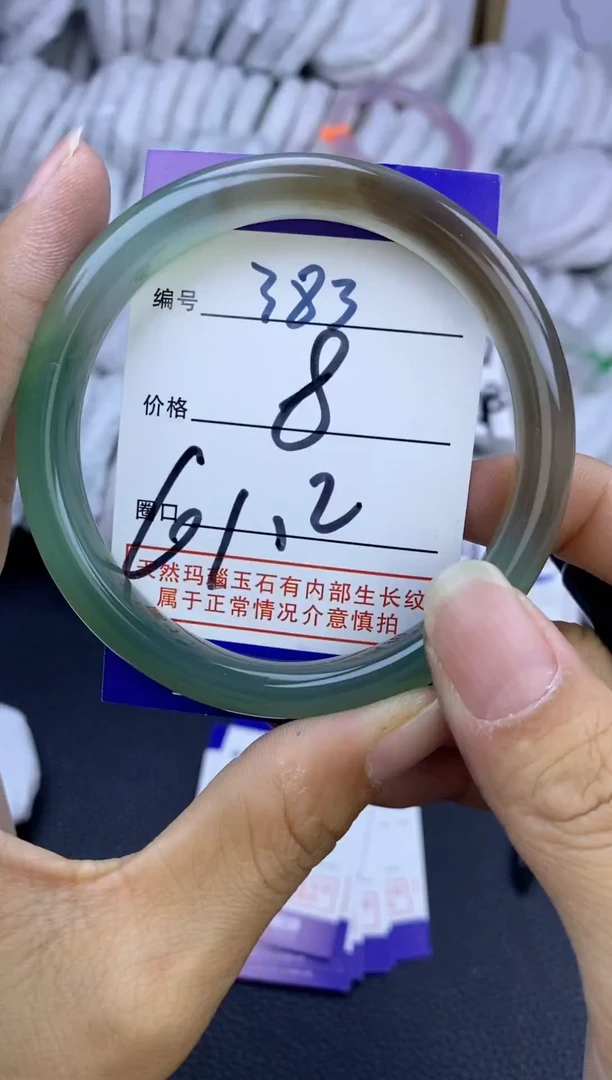 编号 383
价格 8
圈口 61.2
天然玛瑙玉石有内部生长纹
属于正常情况介意慎拍